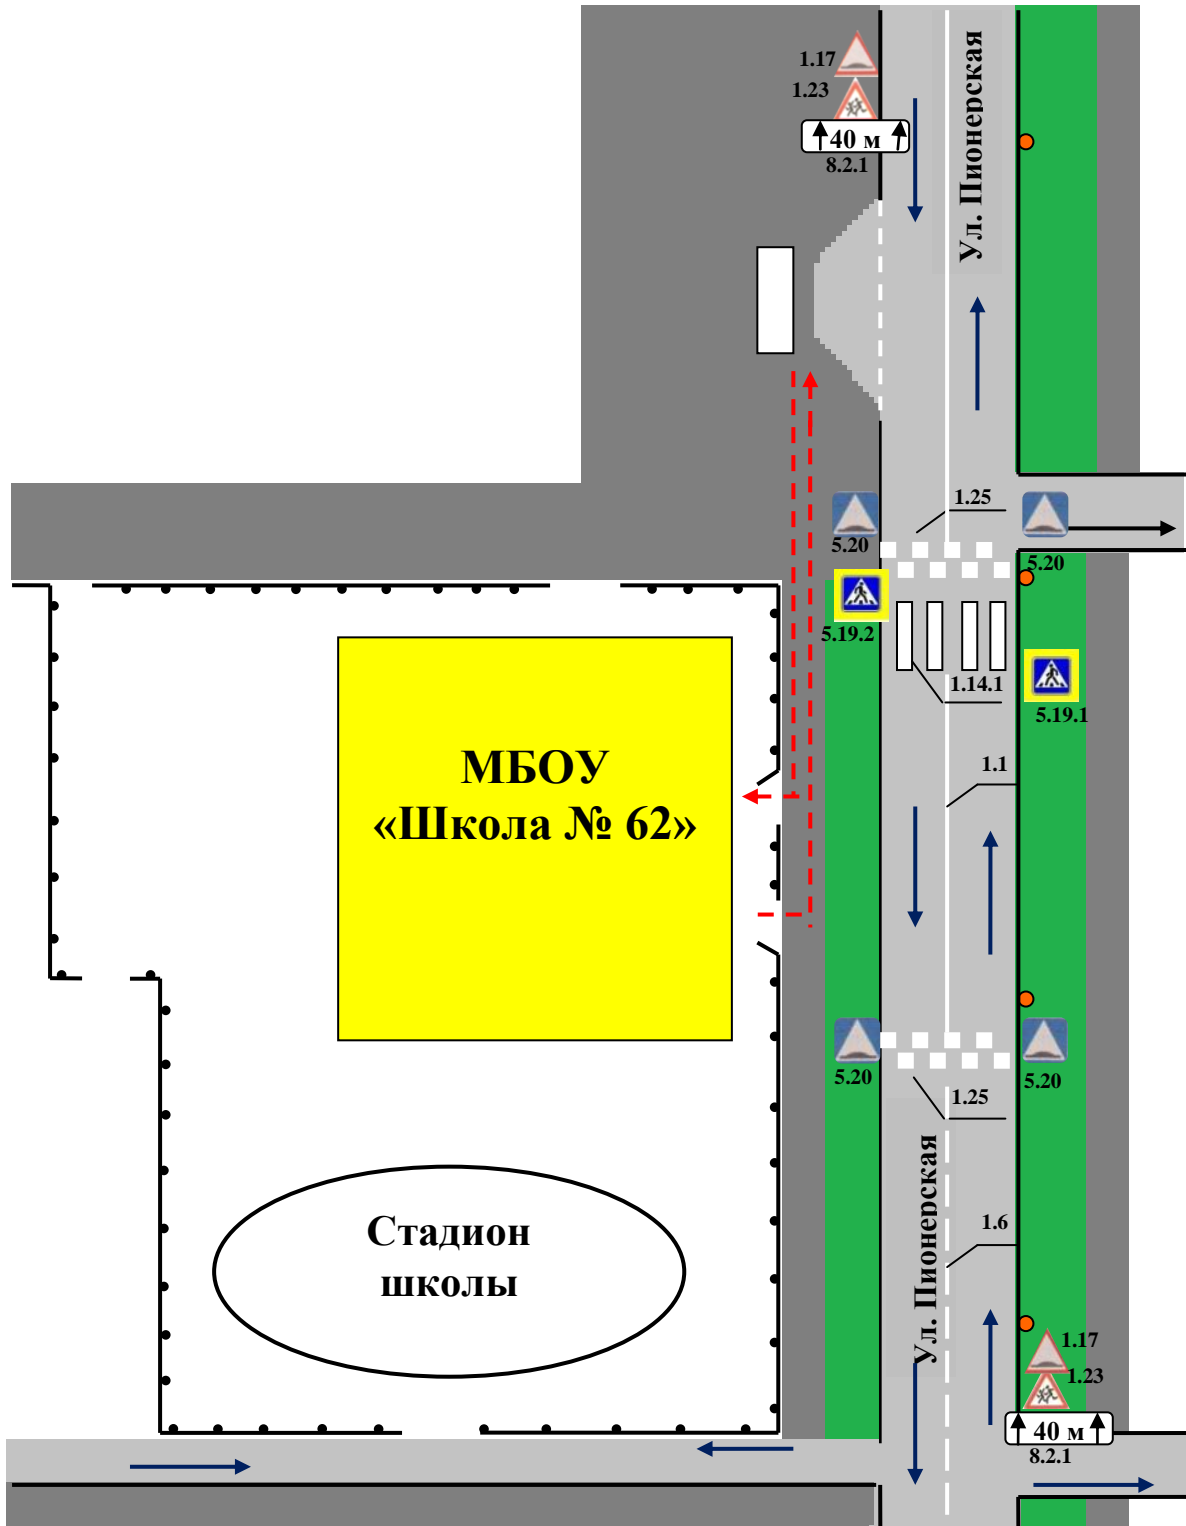 1.17
1.23
40 м
8.2.1
Ул. Пионерская
1.25
5.20
5.20
5.19.2
1.14.1
5.19.1
МБОУ
«Школа № 62»
1.1
5.20
5.20
1.25
Ул. Пионерская
Стадион
школы
1.6
1.17
1.23
40 м
8.2.1